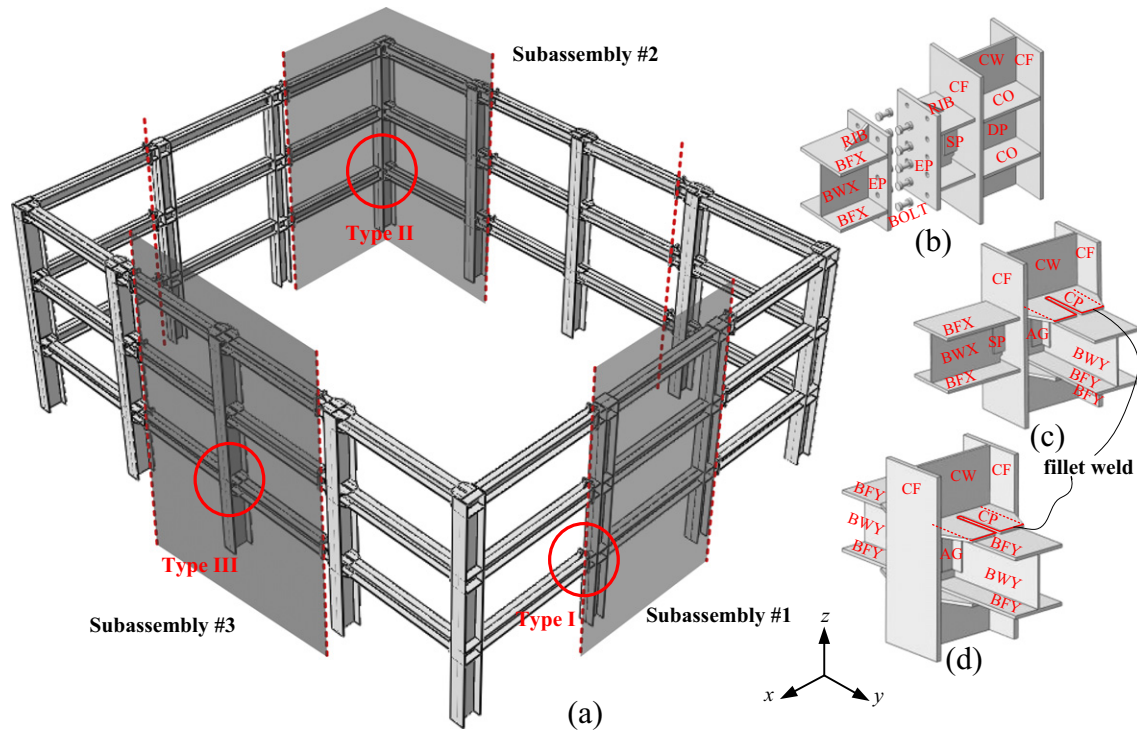 Subassembly #2
Type II
Type III
Subassembly #3
Type I
Subassembly #1
(a)
z
x
y
CW
CF
CF
RIB
CO
SP
DP
CO
RIB
BFX
EP
EP
BWX
BFX
BOLT
(b)
CF
CW
CF
CP
BFX
SP
AG
BWX
BWY
BFX
BFY
BFY
(c)
fillet weld
CF
CW
CF
BFY
CP
BWY
BFY
BFY
AG
BWY
BFY
(d)